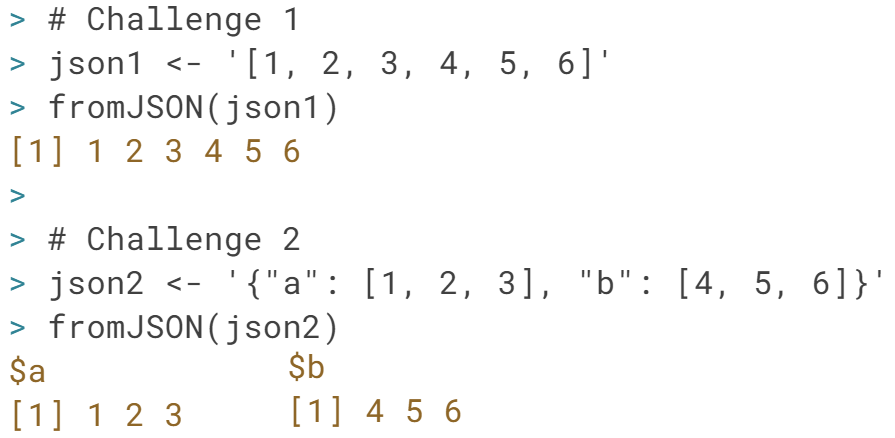 > # Challenge 1
> json1 <- '[1, 2, 3, 4, 5, 6]'
> fromJSON(json1)
[1] 1 2 3 4 5 6
>
> # Challenge 2
> json2 <- '{"a": [1, 2, 3], "b": [4, 5, 6]}'
> fromJSON(json2)
$a $b
[1] 1 2 3 [1] 4 5 6